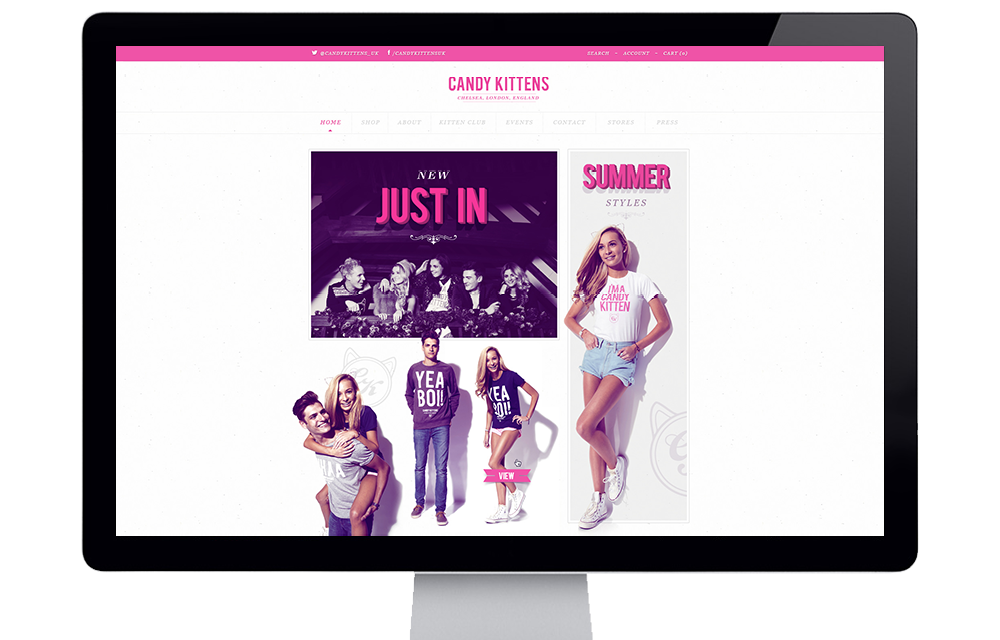 @CANDYKITTENS_UK /CANDYKITTENSUK SEARCH - ACCOUNT - CART (0)
CANDY KITTENS
CHELSEA, LONDON, ENGLAND
HOME SHOP ABOUT KITTEN CLUB EVENTS CONTACT STORES PRESS
NEW
JUST IN
SUMMER
STYLES
I'M A
CANDY
KITTEN
YEA
BOI!
YEA
BOI!
VIEW